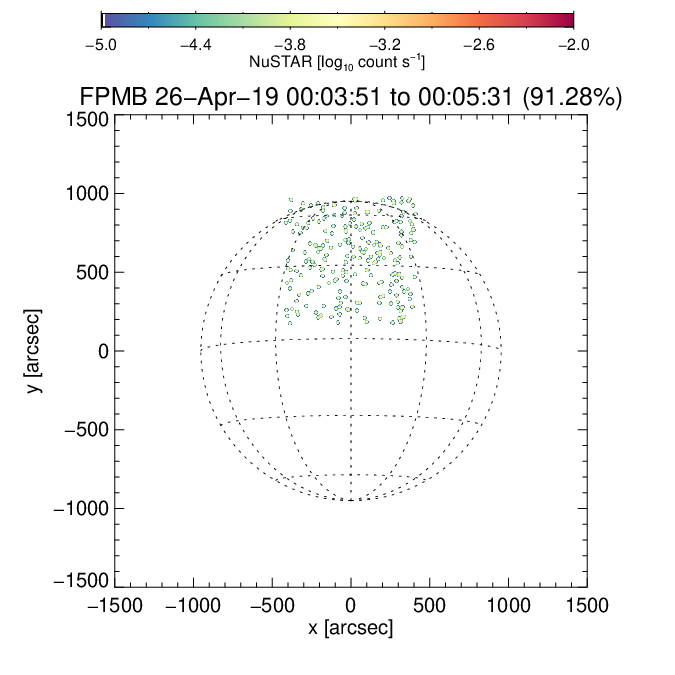 −5.0 −4.4 −3.8 −3.2 −2.6 −2.0
NuSTAR [log₁₀ count s⁻¹]
FPMB 26−Apr−19 00:03:51 to 00:05:31 (91.28%)
1500
1000
500
0
−500
−1000
−1500
y [arcsec]
−1500 −1000 −500 0 500 1000 1500
x [arcsec]